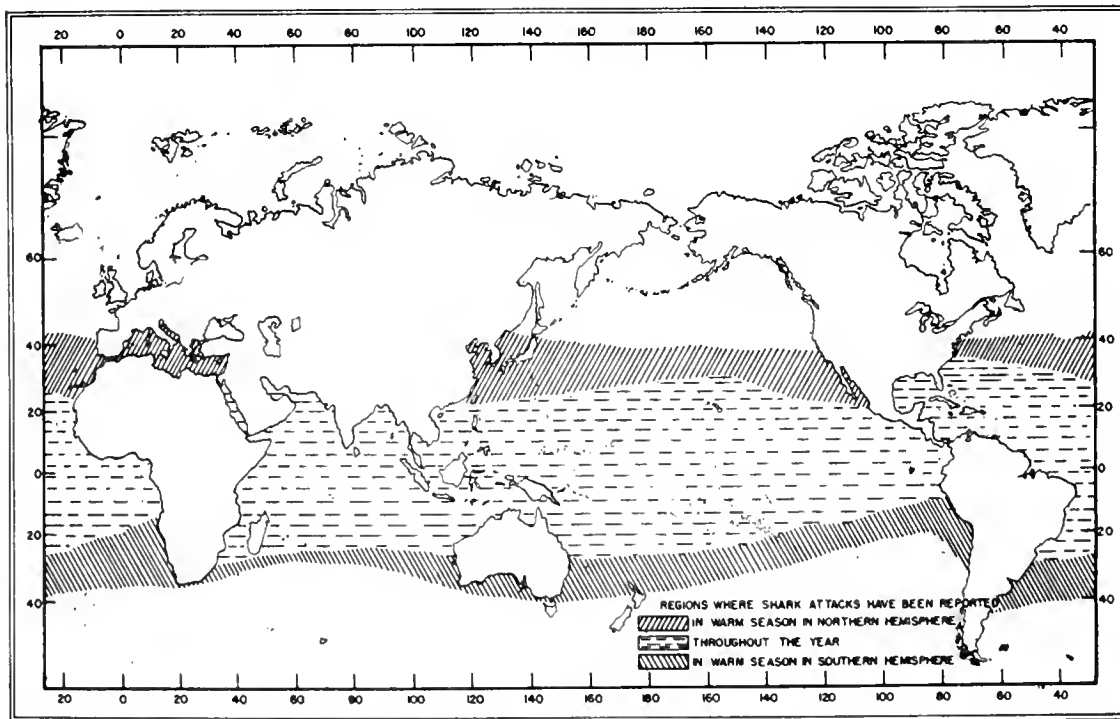 20 0 20 40 60 80 100 120 140 160 180 160 140 120 100 80 60 40
60 60
40 40
20 20
0 0
20 20
40 40
REGIONS WHERE SHARK ATTACKS HAVE BEEN REPORTED
IN WARM SEASON IN NORTHERN HEMISPHERE
THROUGHOUT THE YEAR
IN WARM SEASON IN SOUTHERN HEMISPHERE
20 0 20 40 60 80 100 120 140 160 180 160 140 120 100 80 60 40